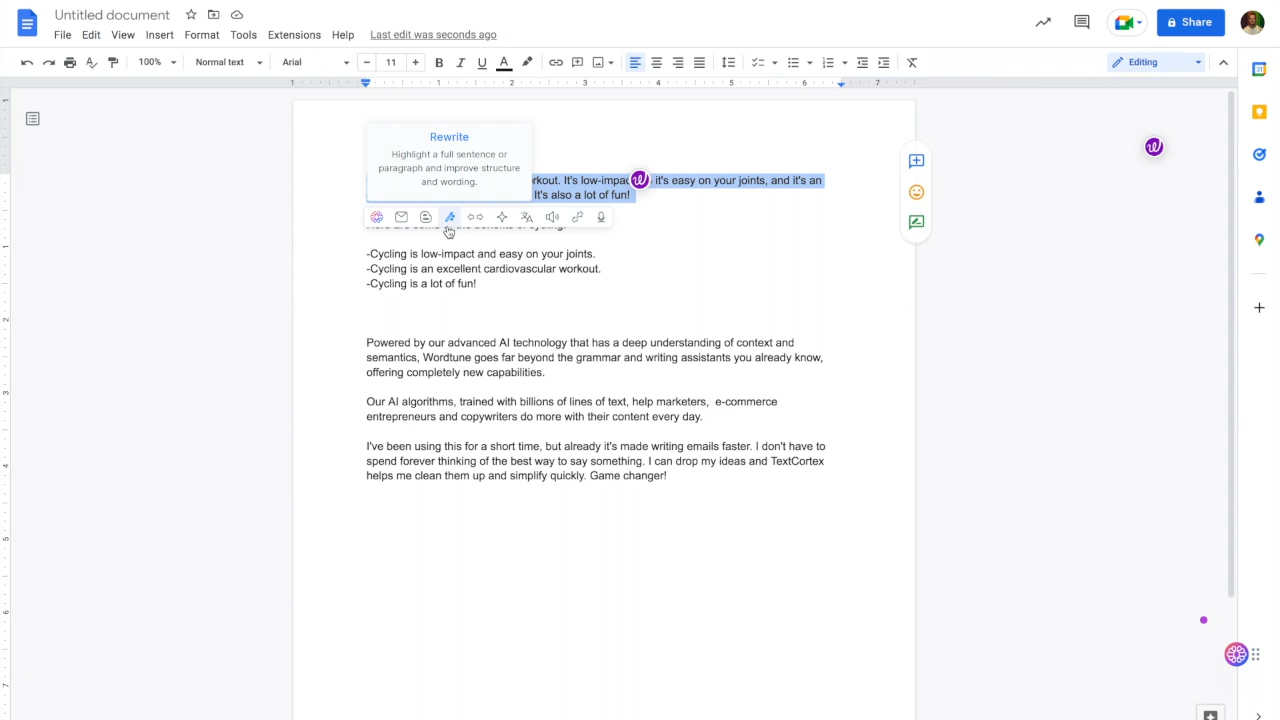 Untitled document
File Edit View Insert Format Tools Extensions Help Last edit was seconds ago
Share
100% Normal text Arial 11 Editing
1 1 2 3 4 5 6 7
Rewrite
Highlight a full sentence or
paragraph and improve structure
and wording.
workout. It's low-impac it's easy on your joints, and it's an
It's also a lot of fun!
Here are some of the benefits of cycling:
-Cycling is low-impact and easy on your joints.
-Cycling is an excellent cardiovascular workout.
-Cycling is a lot of fun!
Powered by our advanced AI technology that has a deep understanding of context and
semantics, Wordtune goes far beyond the grammar and writing assistants you already know,
offering completely new capabilities.
Our AI algorithms, trained with billions of lines of text, help marketers, e-commerce
entrepreneurs and copywriters do more with their content every day.
I've been using this for a short time, but already it's made writing emails faster. I don't have to
spend forever thinking of the best way to say something. I can drop my ideas and TextCortex
helps me clean them up and simplify quickly. Game changer!